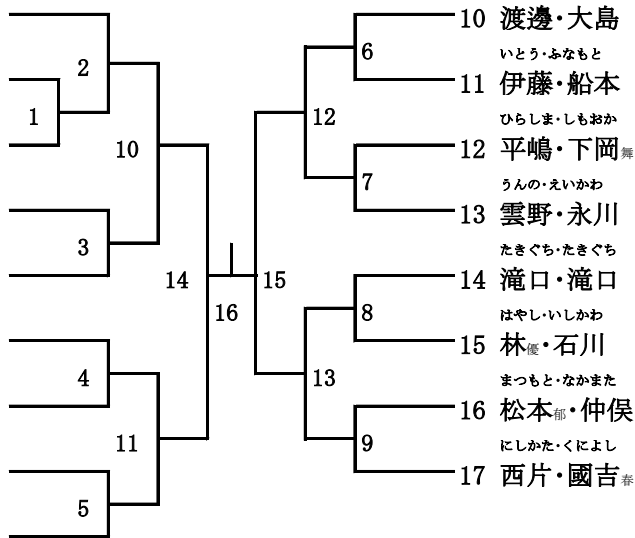 10 渡邊・大島
いとう・ふなもと
11 伊藤・船本
ひらしま・しもおか
12 平嶋・下岡舞
うんの・えいかわ
13 雲野・永川
たきぐち・たきぐち
14 滝口・滝口
はやし・いしかわ
15 林優・石川
まつもと・なかまた
16 松本郁・仲俣
にしかた・くによし
17 西片・國吉春
2
1
10
3
14
16
4
11
5
6
12
7
15
8
13
9